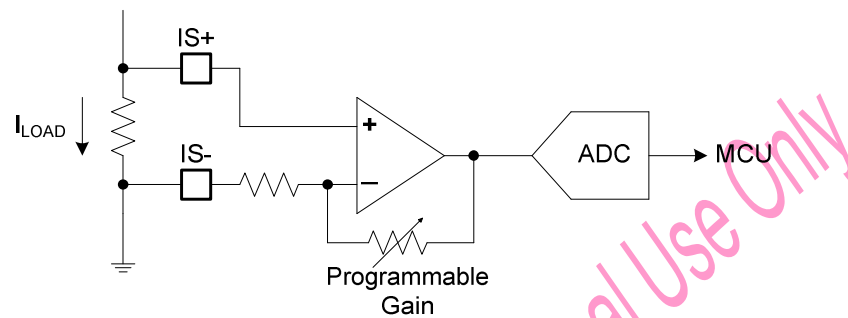 IS+
ILOAD
IS-
+
−
ADC
MCU
Programmable
Gain
al Use Only